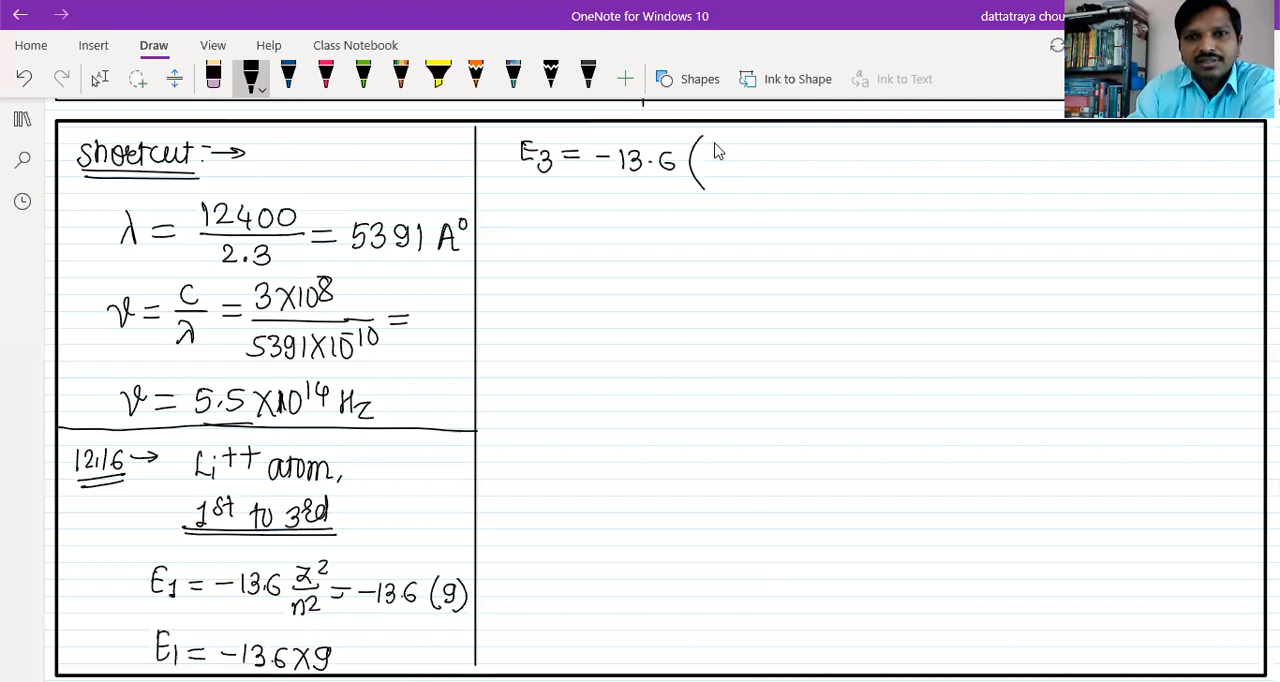 OneNote for Windows 10
dattatraya chou
Home Insert Draw View Help Class Notebook
Shapes Ink to Shape Ink to Text
Shortcut:→
λ = 12400 / 2.3 = 5391 A⁰
ν = C / λ = 3×10⁸ / 5391×10⁻¹⁰ =
ν = 5.5×10¹⁴ Hz
12.16 → Li⁺⁺ atom,
1st to 3rd
E₁ = -13.6 z² / n² = -13.6 (9)
E₁ = -13.6×9
E₃ = -13.6 (